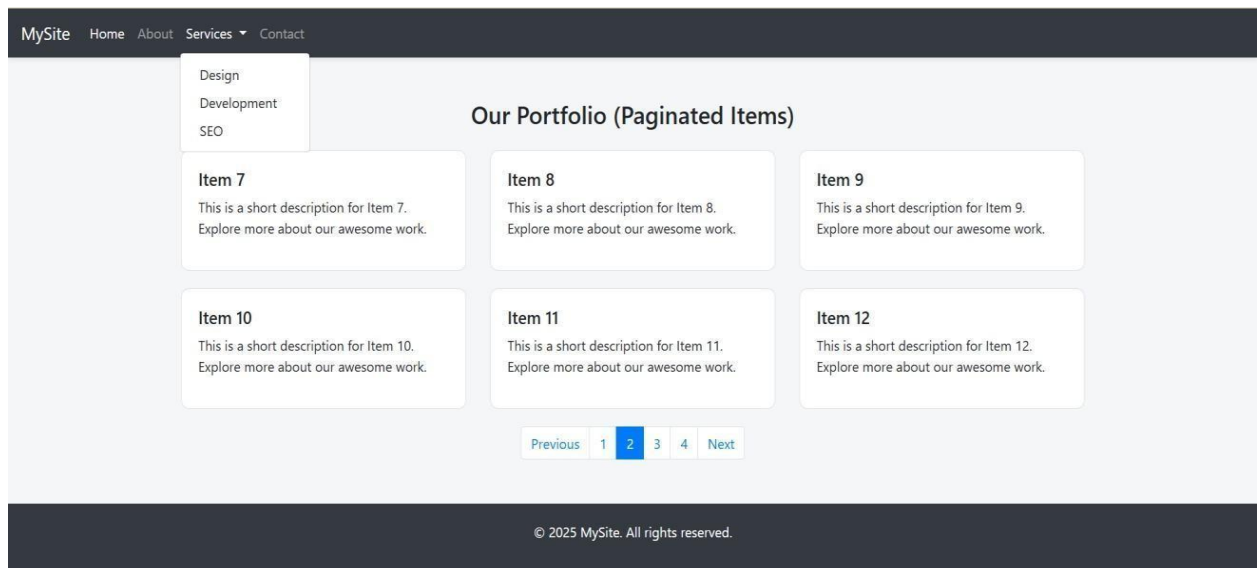 MySite Home About Services Contact
Design
Development
SEO
Our Portfolio (Paginated Items)
Item 7
This is a short description for Item 7.
Explore more about our awesome work.
Item 8
This is a short description for Item 8.
Explore more about our awesome work.
Item 9
This is a short description for Item 9.
Explore more about our awesome work.
Item 10
This is a short description for Item 10.
Explore more about our awesome work.
Item 11
This is a short description for Item 11.
Explore more about our awesome work.
Item 12
This is a short description for Item 12.
Explore more about our awesome work.
Previous 1 2 3 4 Next
© 2025 MySite. All rights reserved.